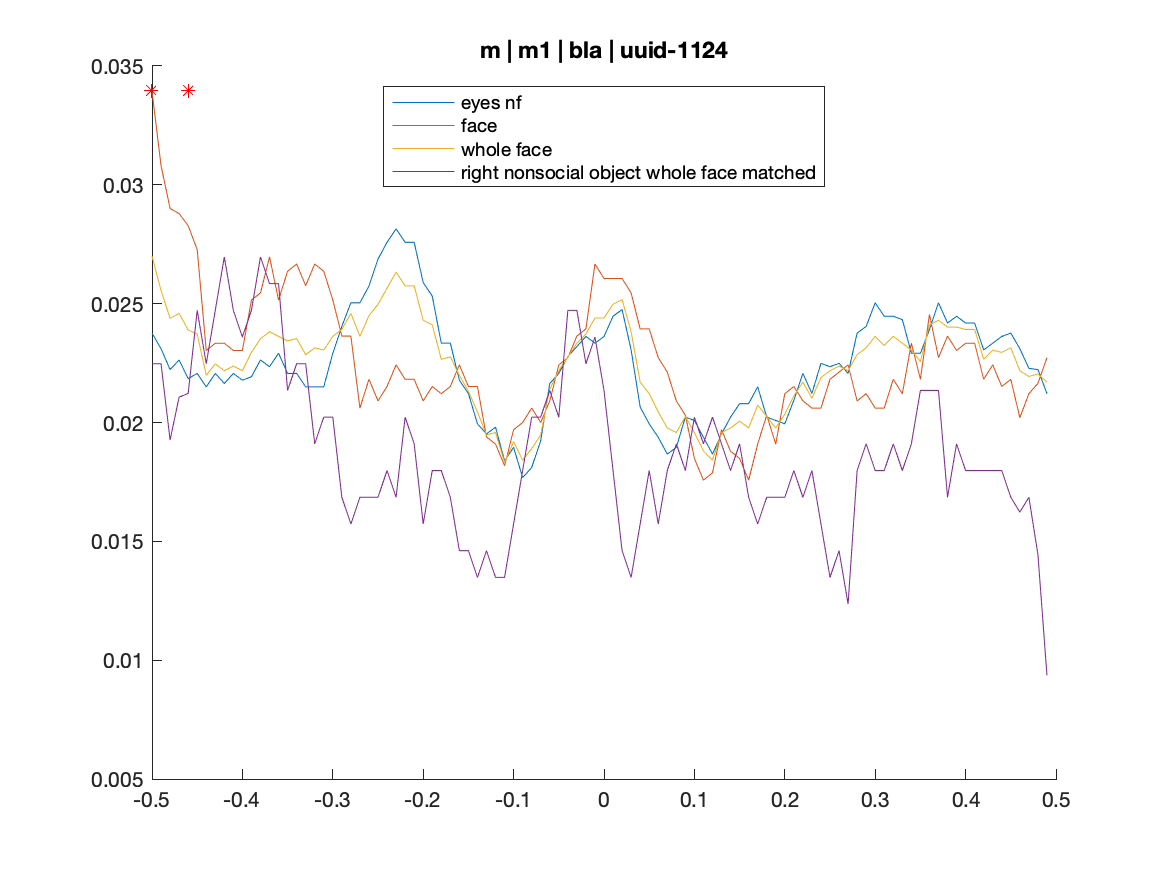 m | m1 | bla | uuid-1124
0.035
eyes nf
face
whole face
right nonsocial object whole face matched
0.03
0.025
0.02
0.015
0.01
0.005
-0.5 -0.4 -0.3 -0.2 -0.1 0 0.1 0.2 0.3 0.4 0.5